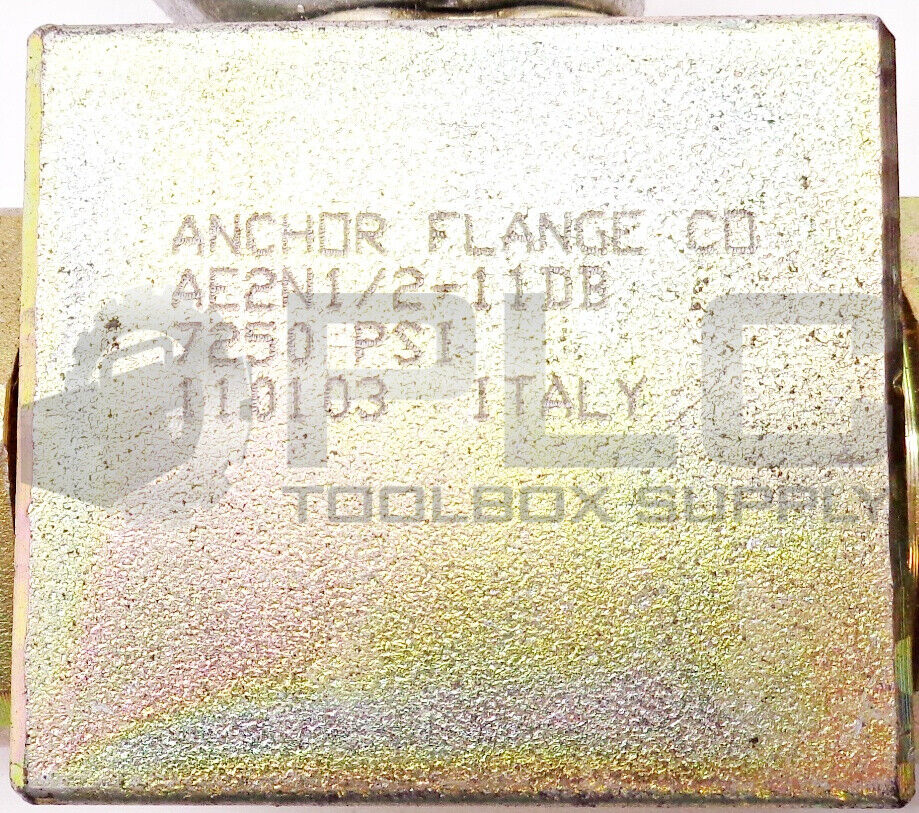 ANCHOR FLANGE CO
AE2N1/2-11DB
7250 PSI
110103 ITALY
PLC
TOOLBOX SUPPLY